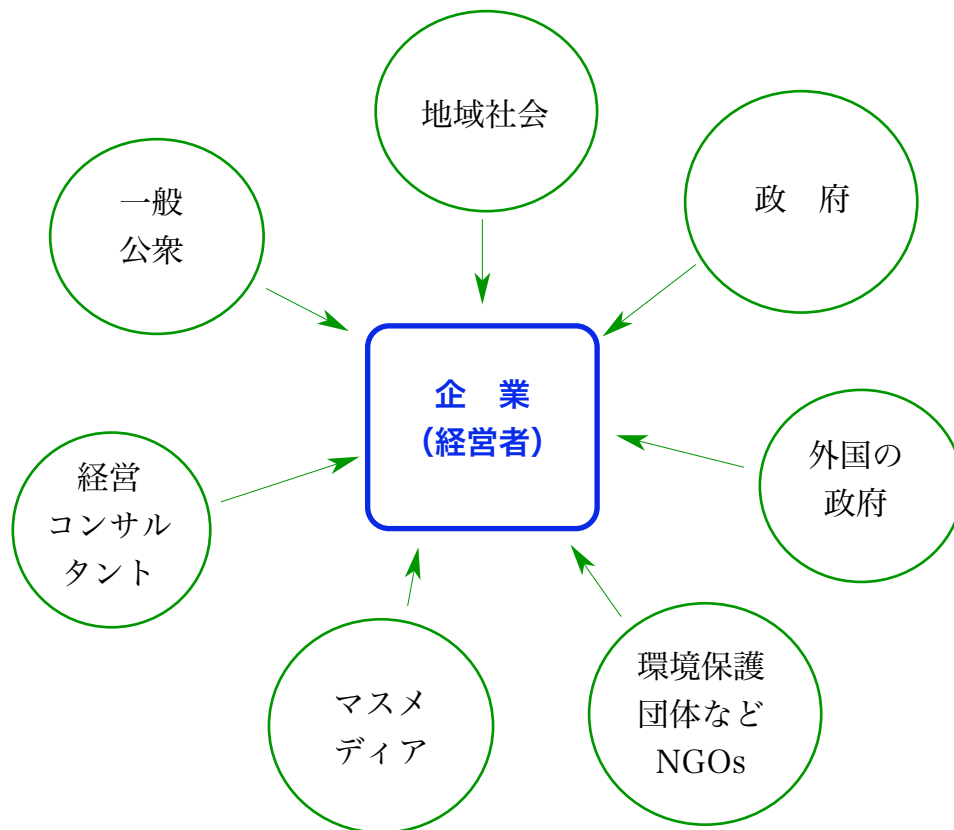 地域社会
政　府
一般
公衆
企　業
（経営者）
外国の
政府
経営
コンサル
タント
環境保護
団体など
NGOs
マスメ
ディア